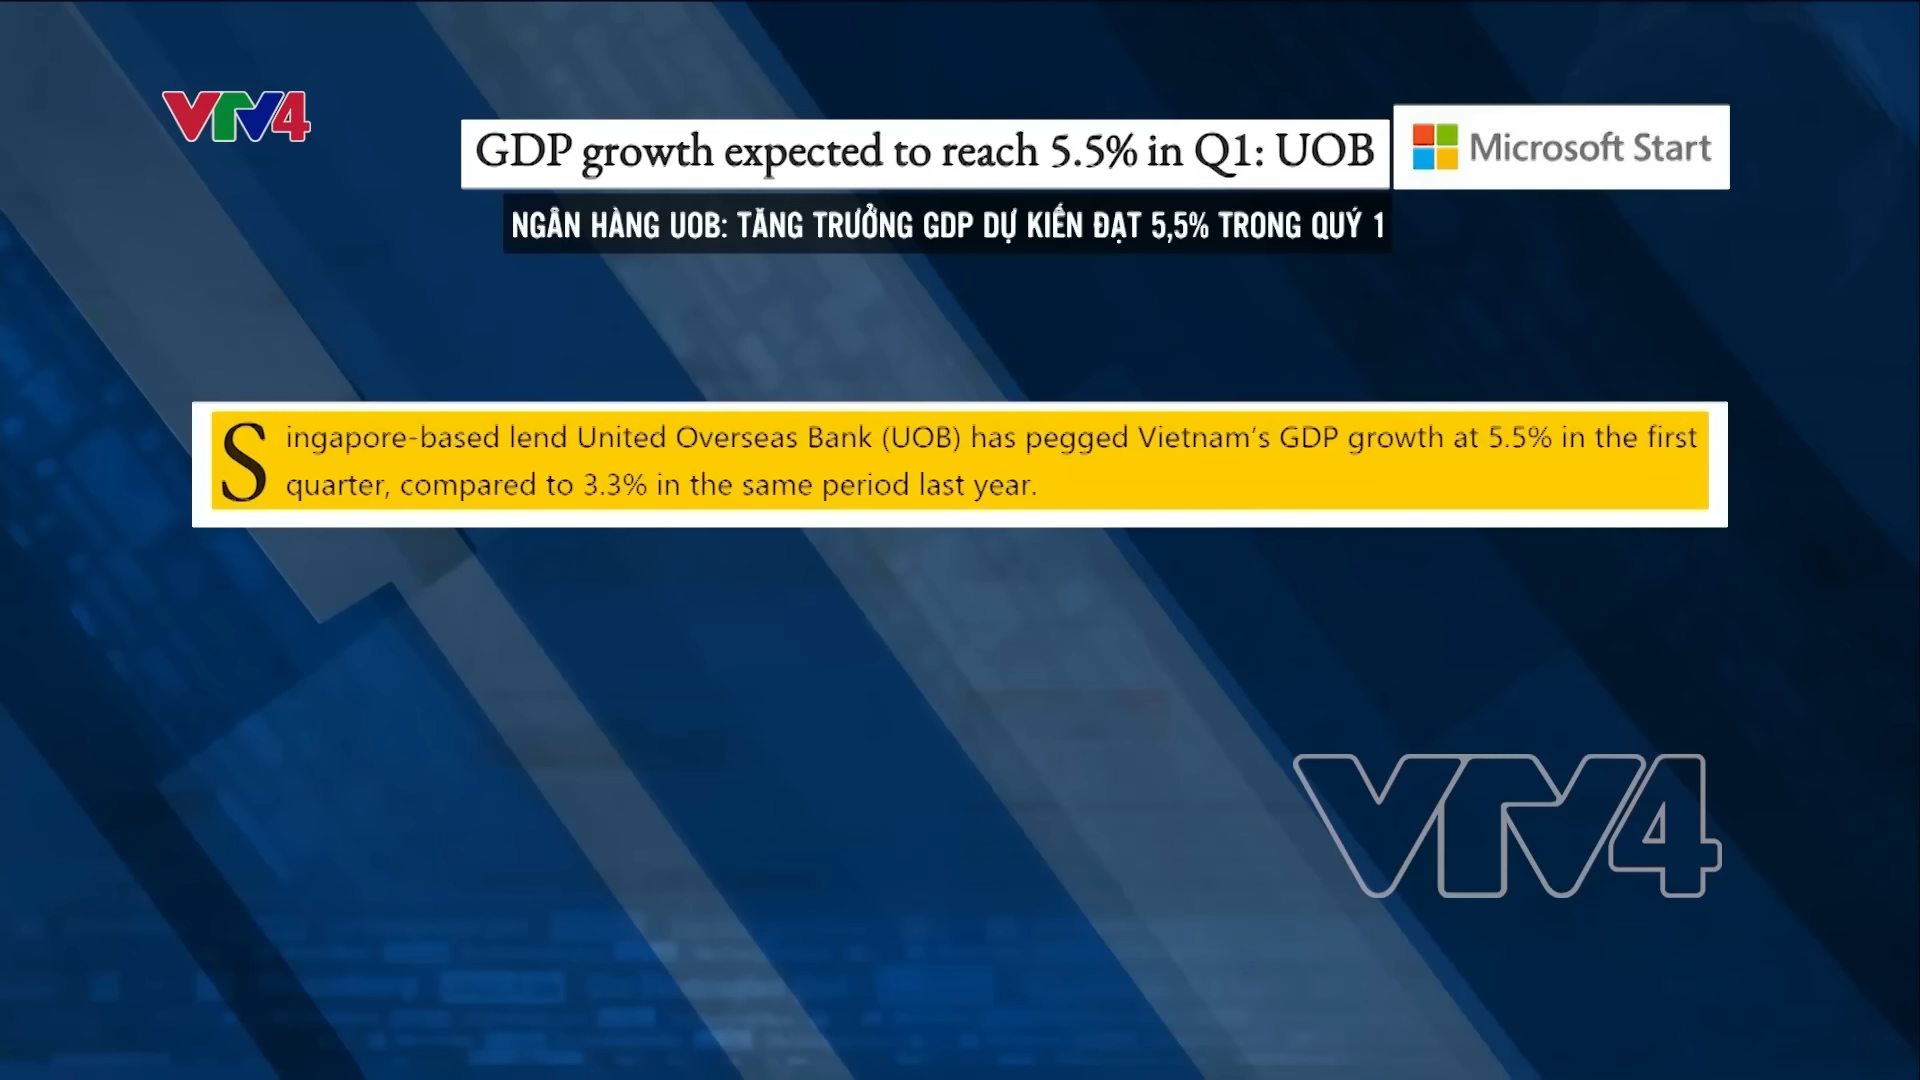 VTV4
GDP growth expected to reach 5.5% in Q1: UOB
Microsoft Start
NGÂN HÀNG UOB: TĂNG TRƯỞNG GDP DỰ KIẾN ĐẠT 5,5% TRONG QUÝ 1
Singapore-based lend United Overseas Bank (UOB) has pegged Vietnam's GDP growth at 5.5% in the first
quarter, compared to 3.3% in the same period last year.
VTV4